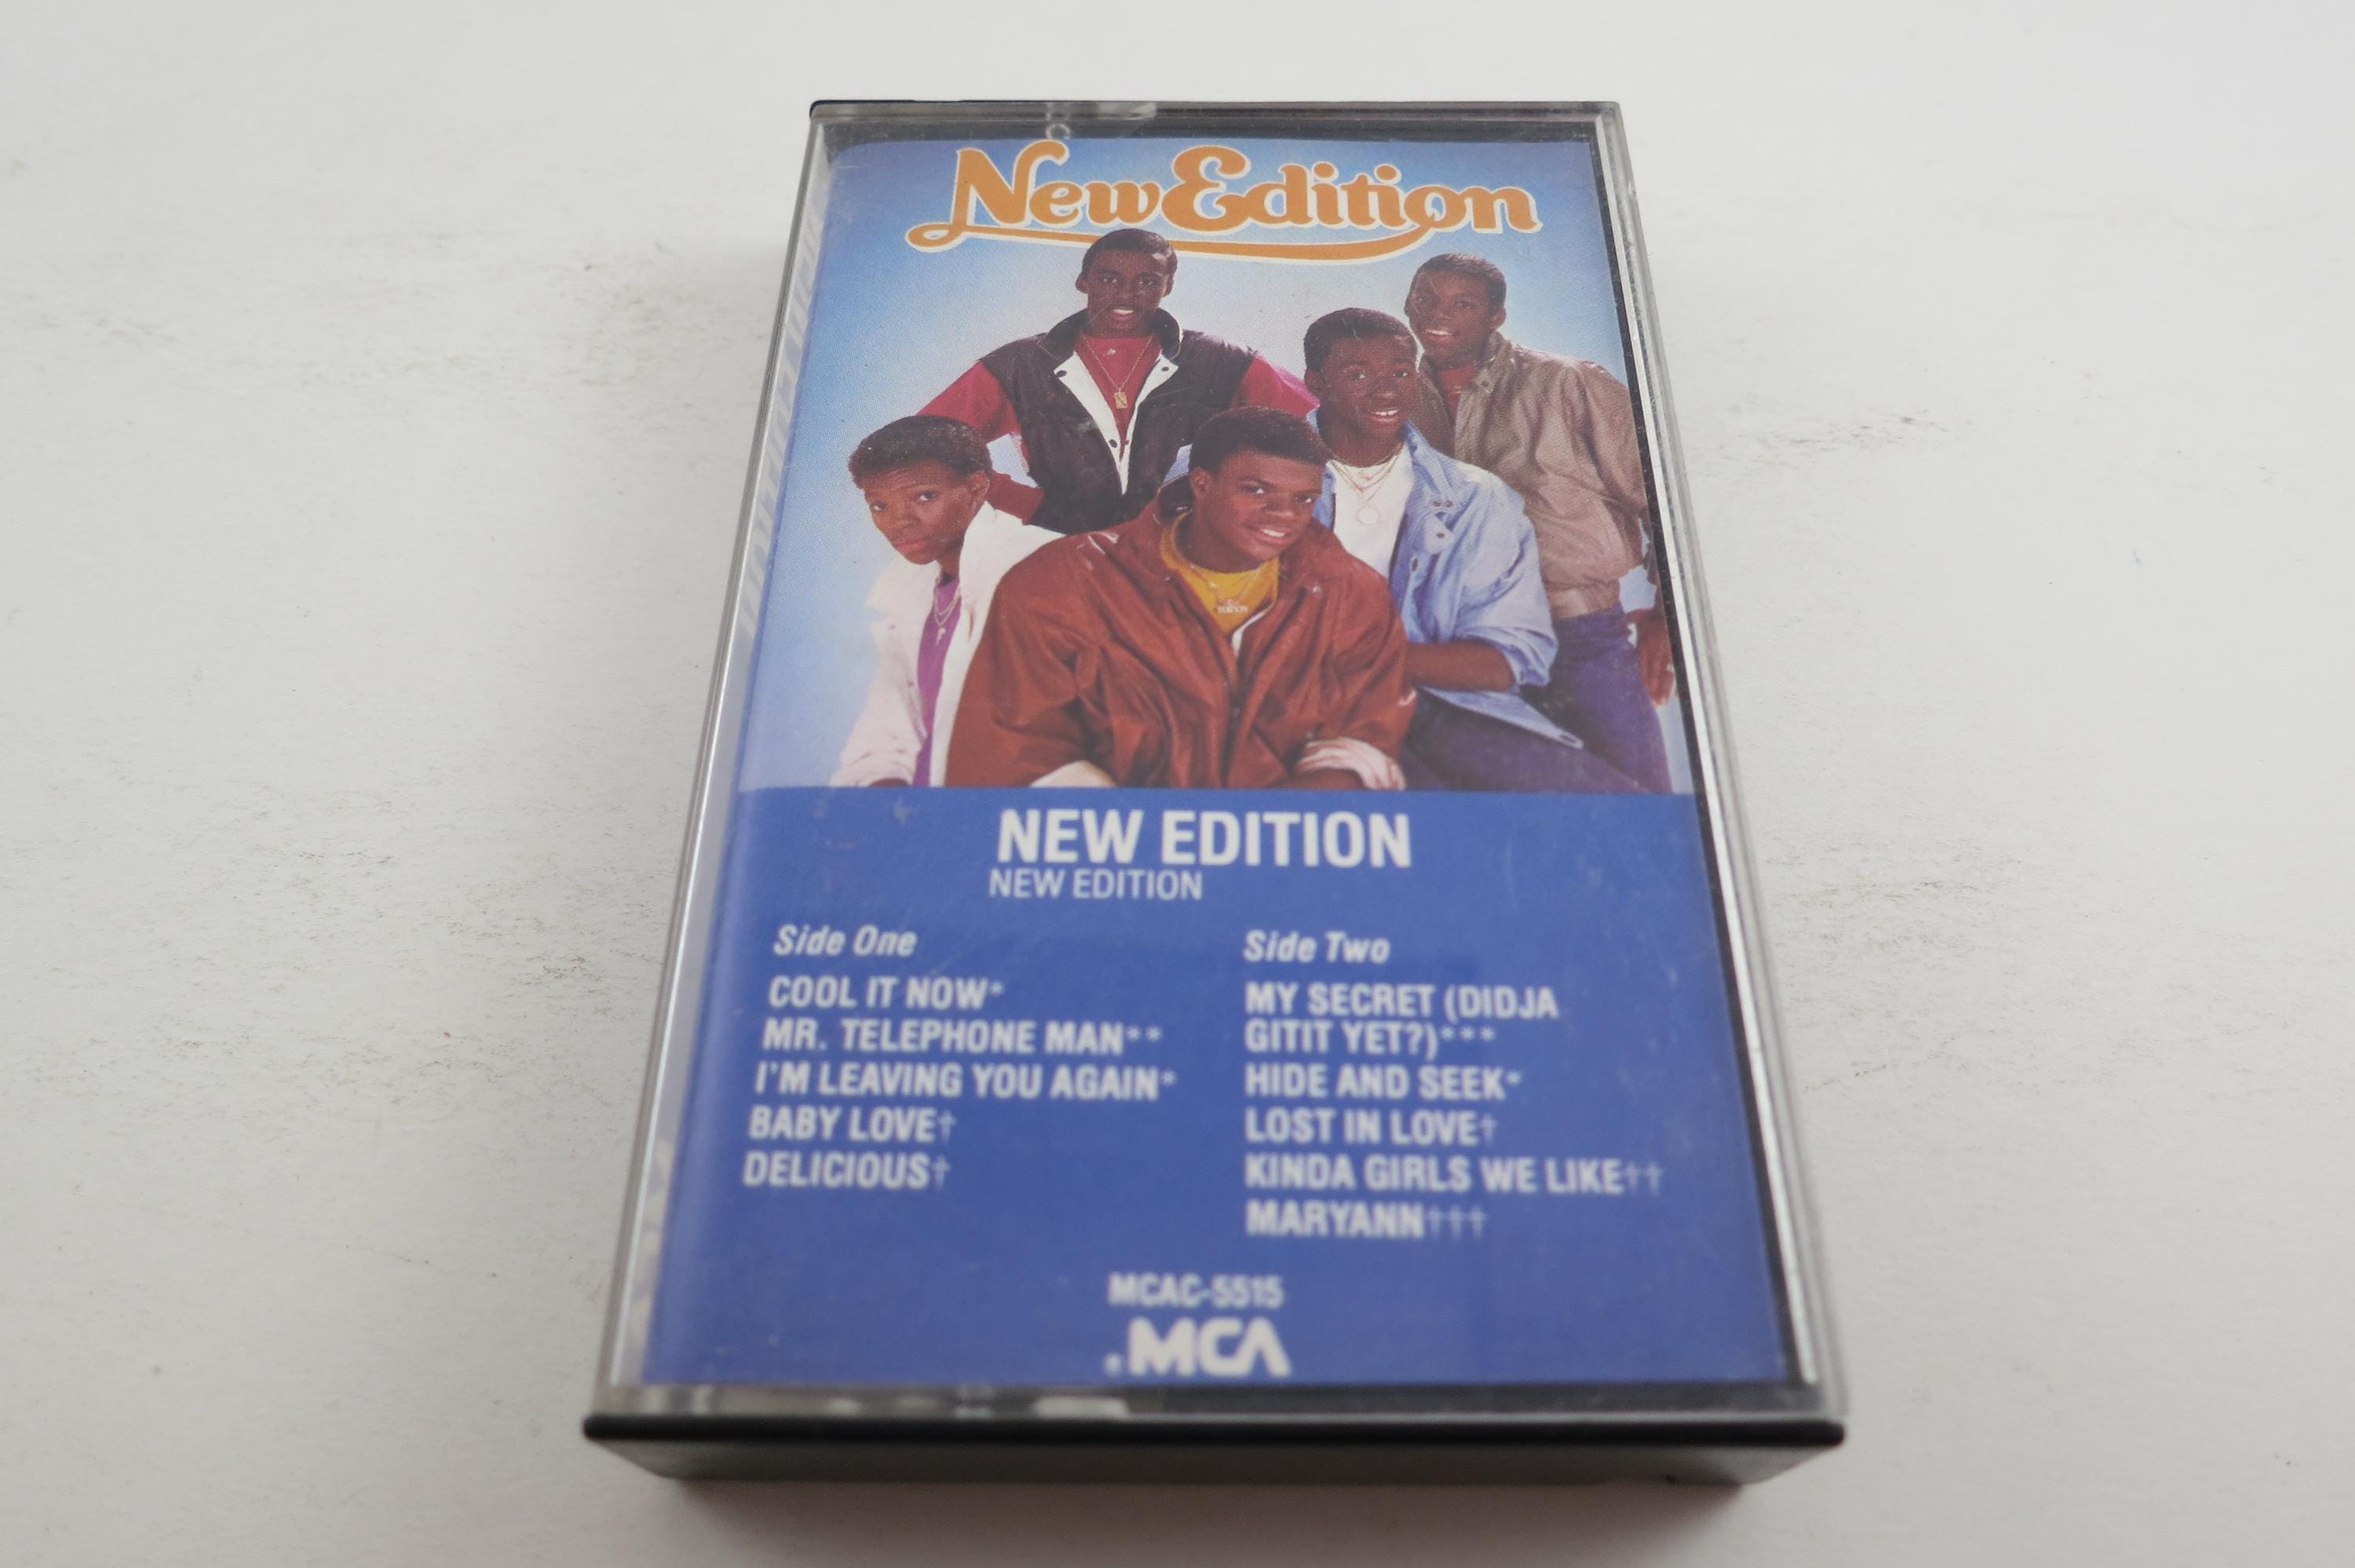 New Edition
NEW EDITION
NEW EDITION
Side One
COOL IT NOW*
MR. TELEPHONE MAN**
I'M LEAVING YOU AGAIN*
BABY LOVE†
DELICIOUS†
Side Two
MY SECRET (DIDJA
GITIT YET?)***
HIDE AND SEEK*
LOST IN LOVE†
KINDA GIRLS WE LIKE††
MARYANN†††
MCAC-5515
MCA